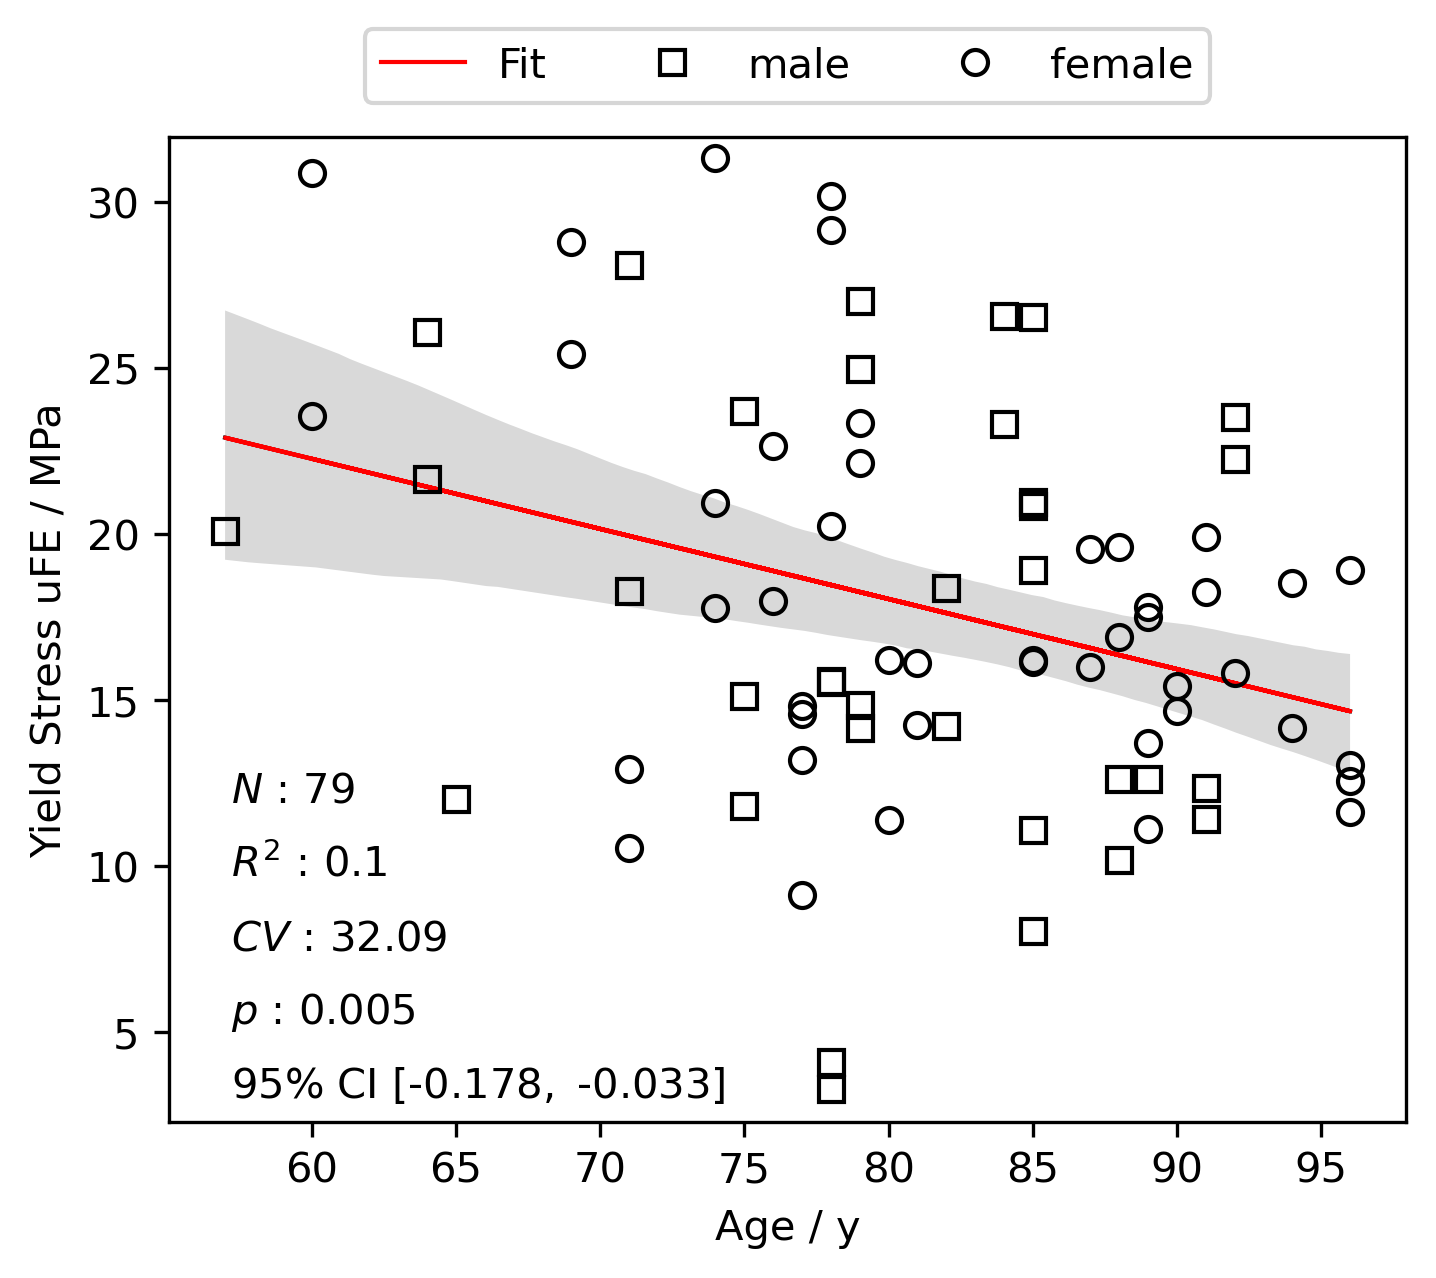 Fit male female
Yield Stress uFE / MPa
30
25
20
15
10
5
N : 79
R² : 0.1
CV : 32.09
p : 0.005
95% CI [-0.178, -0.033]
60 65 70 75 80 85 90 95
Age / y